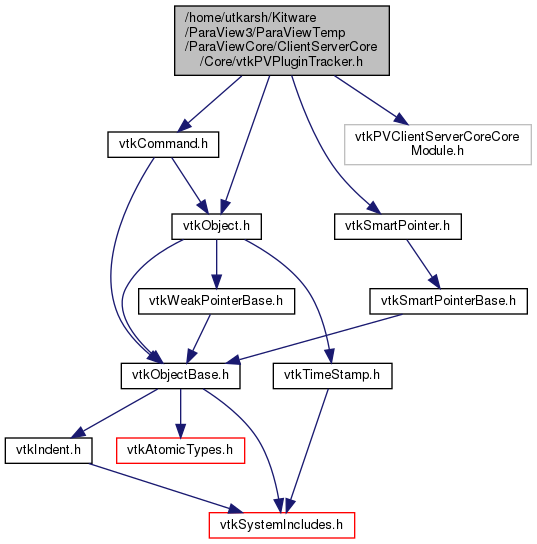 /home/utkarsh/Kitware
/ParaView3/ParaViewTemp
/ParaViewCore/ClientServerCore
/Core/vtkPVPluginTracker.h
vtkCommand.h
vtkPVClientServerCoreCore
Module.h
vtkObject.h
vtkSmartPointer.h
vtkWeakPointerBase.h
vtkSmartPointerBase.h
vtkObjectBase.h
vtkTimeStamp.h
vtkIndent.h
vtkAtomicTypes.h
vtkSystemIncludes.h